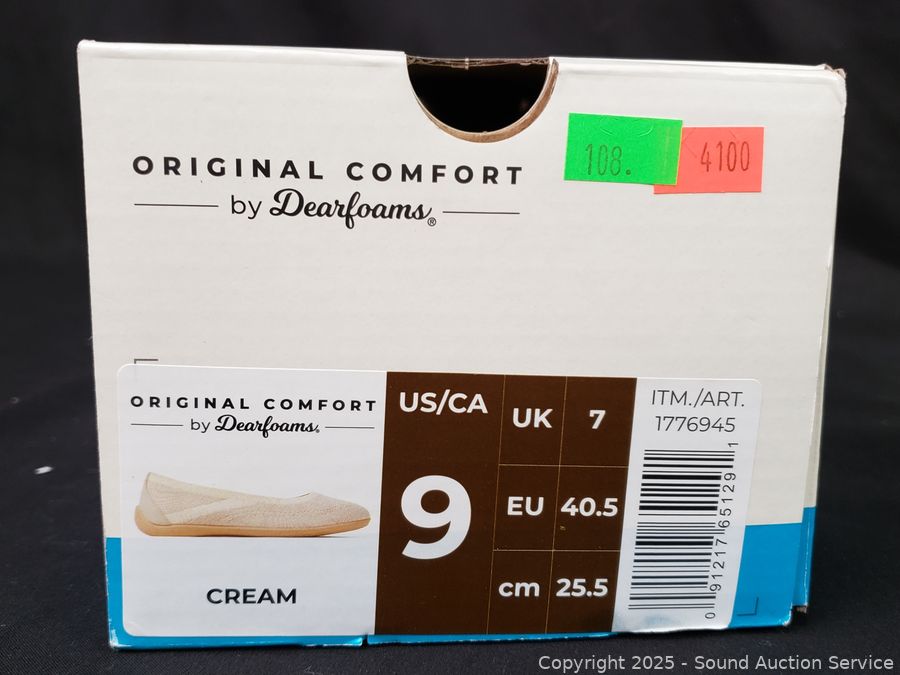 ORIGINAL COMFORT
by Dearfoams®
108.
4100
ORIGINAL COMFORT
by Dearfoams
CREAM
US/CA
9
UK 7
EU 40.5
cm 25.5
ITM./ART.
1776945
0 91217 65129 1
Copyright 2025 - Sound Auction Service